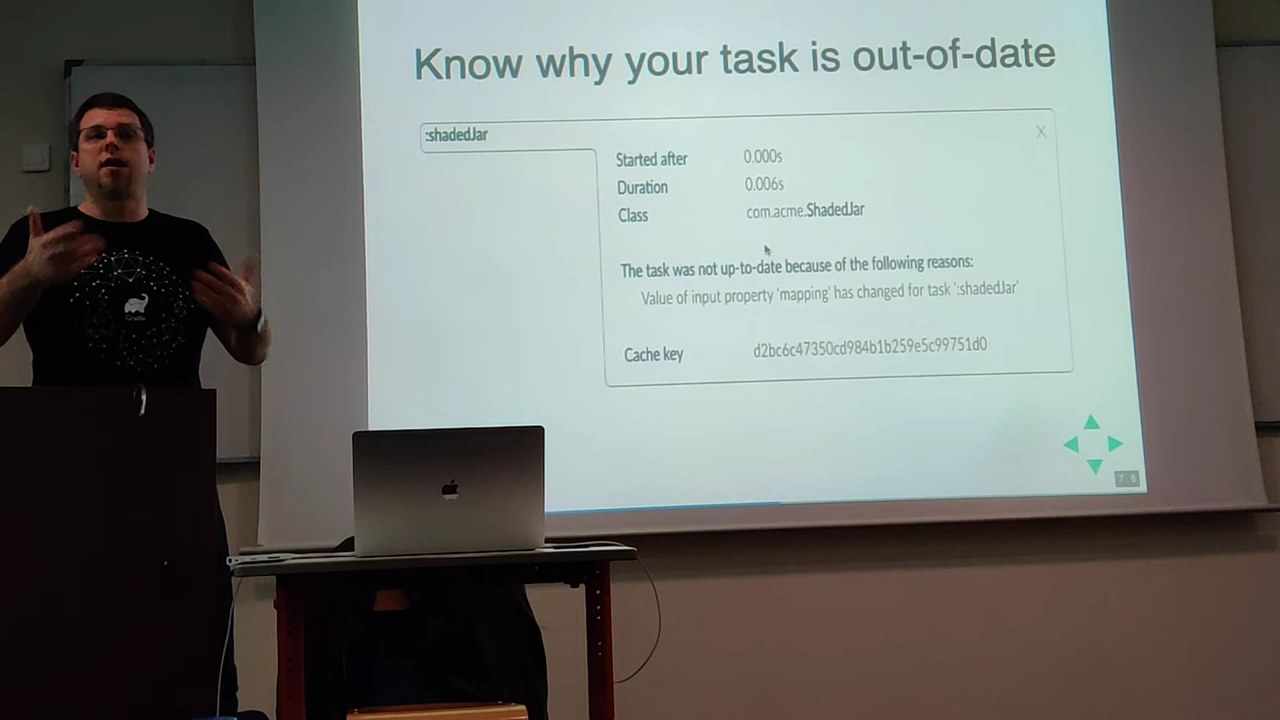 Know why your task is out-of-date
:shadedJar
X
Started after 0.000s
Duration 0.006s
Class com.acme.ShadedJar
The task was not up-to-date because of the following reasons:
Value of input property 'mapping' has changed for task ':shadedJar'
Cache key d2bc6c47350cd984b1b259e5c99751d0
Gradle